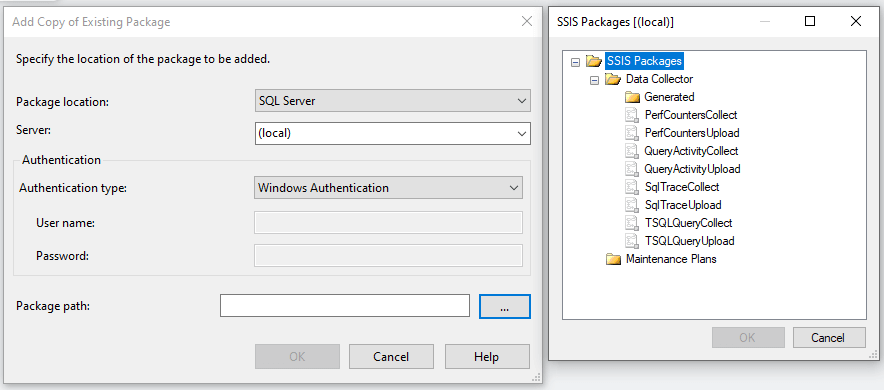 Add Copy of Existing Package
Specify the location of the package to be added.
Package location:
SQL Server
Server:
(local)
Authentication
Authentication type:
Windows Authentication
User name:
Password:
Package path:
...
OK
Cancel
Help
SSIS Packages [(local)]
SSIS Packages
Data Collector
Generated
PerfCountersCollect
PerfCountersUpload
QueryActivityCollect
QueryActivityUpload
SqlTraceCollect
SqlTraceUpload
TSQLQueryCollect
TSQLQueryUpload
Maintenance Plans
OK
Cancel